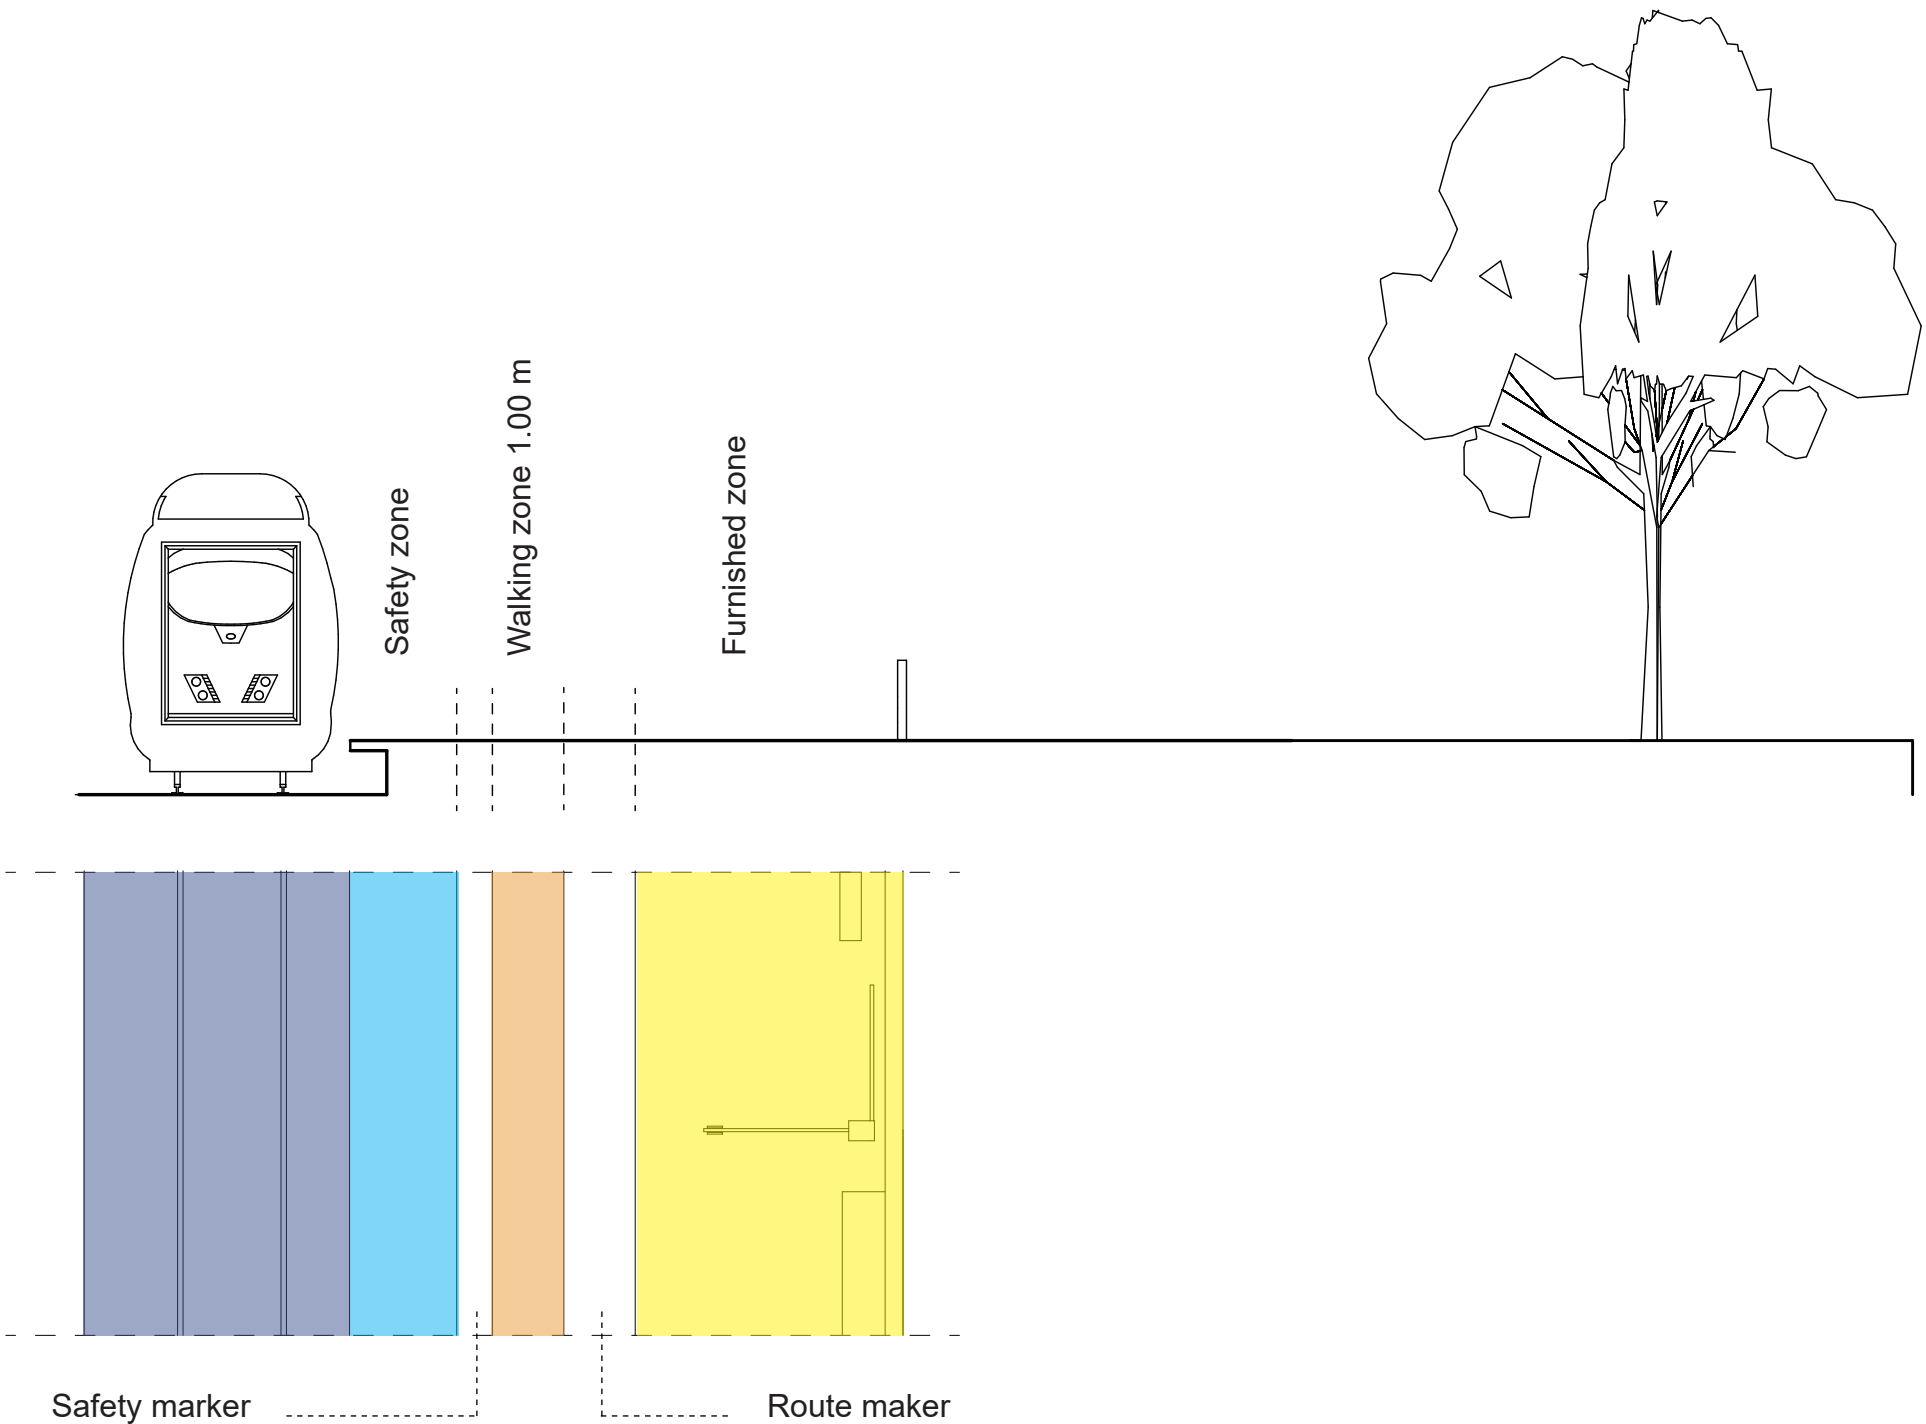 Safety zone
Walking zone 1.00 m
Furnished zone
Safety marker
Route maker